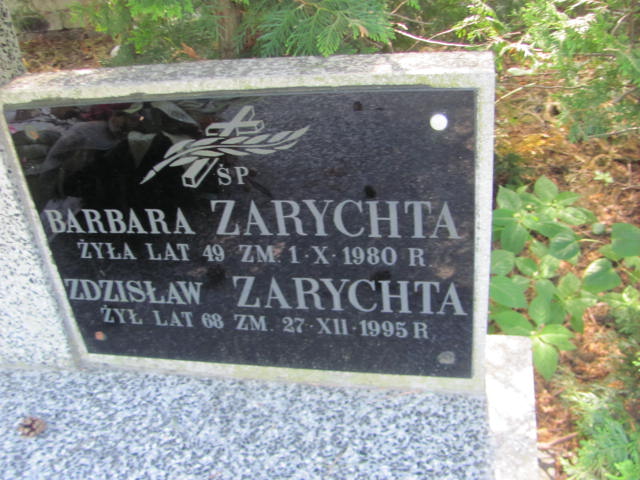 ŚP
BARBARA ZARYCHTA
ŻYŁA LAT 49 ZM. 1·X·1980 R.
ZDZISŁAW ZARYCHTA
ŻYŁ LAT 68 ZM. 27·XII·1995 R.